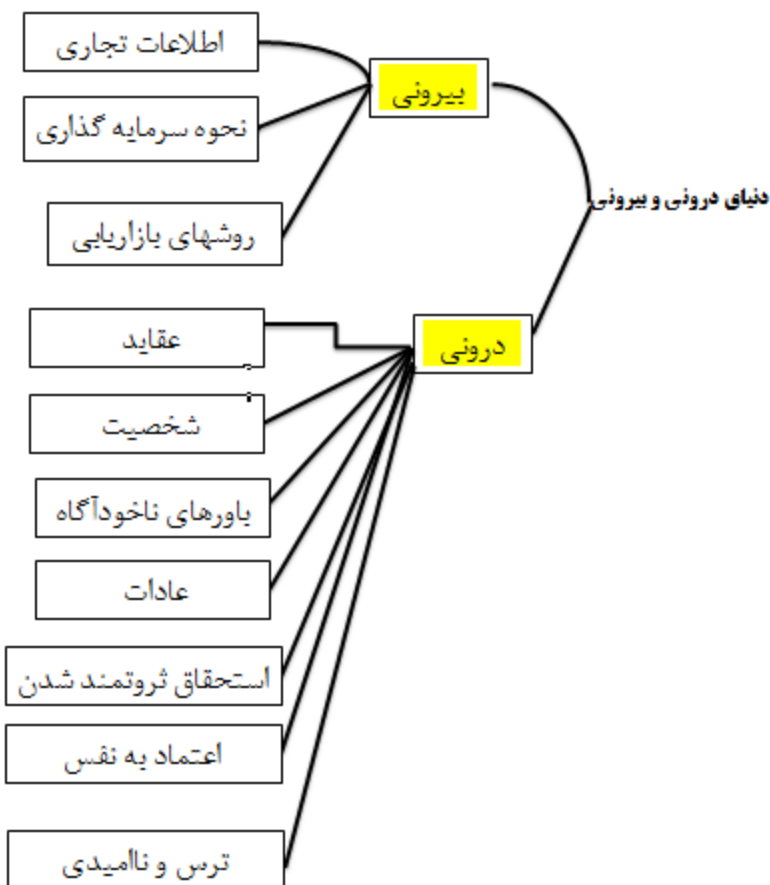 دنیای درونی و بیرونی
بیرونی
اطلاعات تجاری
نحوه سرمایه گذاری
روشهای بازاریابی
درونی
عقاید
شخصیت
باورهای ناخودآگاه
عادات
استحقاق ثروتمند شدن
اعتماد به نفس
ترس و ناامیدی